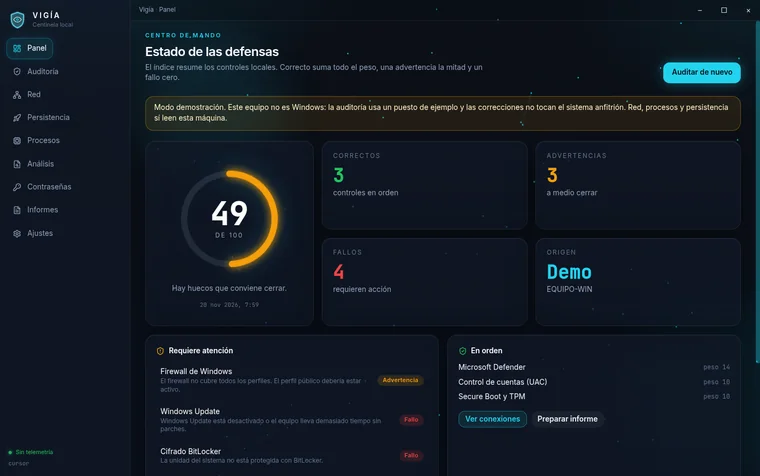 VIGÍA
Centinela local
Panel
Auditoría
Red
Persistencia
Procesos
Análisis
Contraseñas
Informes
Ajustes
Sin telemetría
cursor
Vigía · Panel
CENTRO DE MANDO
Estado de las defensas
El índice resume los controles locales. Correcto suma todo el peso, una advertencia la mitad y un
fallo cero.
Auditar de nuevo
Modo demostración. Este equipo no es Windows: la auditoría usa un puesto de ejemplo y las correcciones no tocan el sistema anfitrión. Red, procesos y persistencia
sí leen esta máquina.
49
DE 100
Hay huecos que conviene cerrar.
28 nov 2026, 7:59
CORRECTOS
3
controles en orden
ADVERTENCIAS
3
a medio cerrar
FALLOS
4
requieren acción
ORIGEN
Demo
EQUIPO-WIN
Requiere atención
Firewall de Windows
El firewall no cubre todos los perfiles. El perfil público debería estar
activo.
Advertencia
Windows Update
Windows Update está desactivado o el equipo lleva demasiado tiempo sin
parches.
Fallo
Cifrado BitLocker
La unidad del sistema no está protegida con BitLocker.
Fallo
En orden
Microsoft Defender
peso 14
Control de cuentas (UAC)
peso 10
Secure Boot y TPM
peso 10
Ver conexiones
Preparar informe